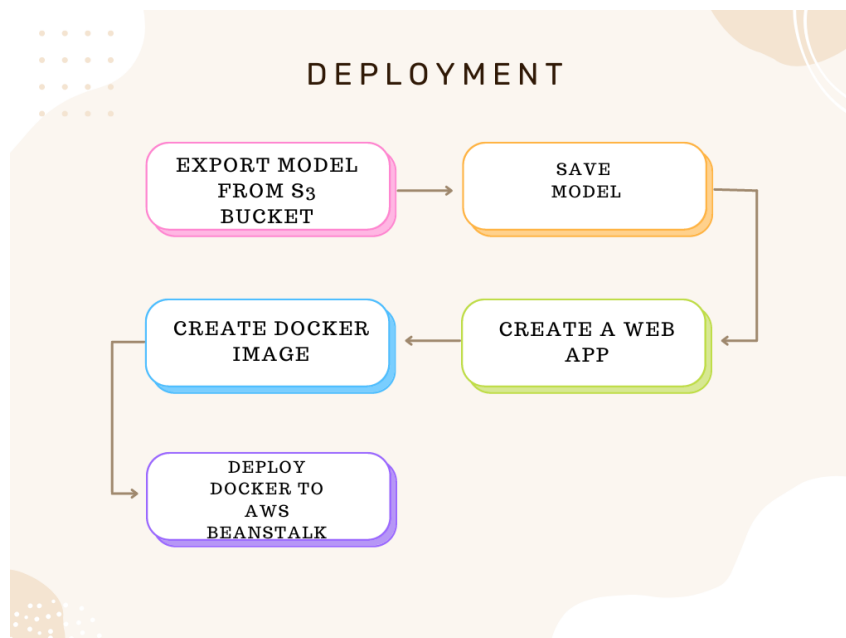 DEPLOYMENT
EXPORT MODEL
FROM S3
BUCKET
SAVE
MODEL
CREATE A WEB
APP
CREATE DOCKER
IMAGE
DEPLOY
DOCKER TO
AWS
BEANSTALK